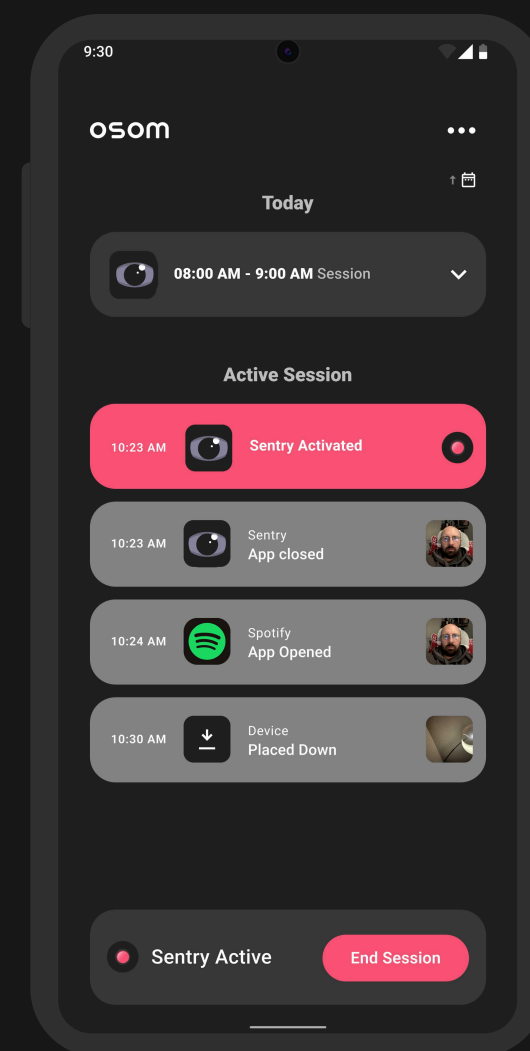 9:30
osom
Today
08:00 AM - 9:00 AM Session
Active Session
10:23 AM Sentry Activated
10:23 AM Sentry
App closed
10:24 AM Spotify
App Opened
10:30 AM Device
Placed Down
Sentry Active End Session